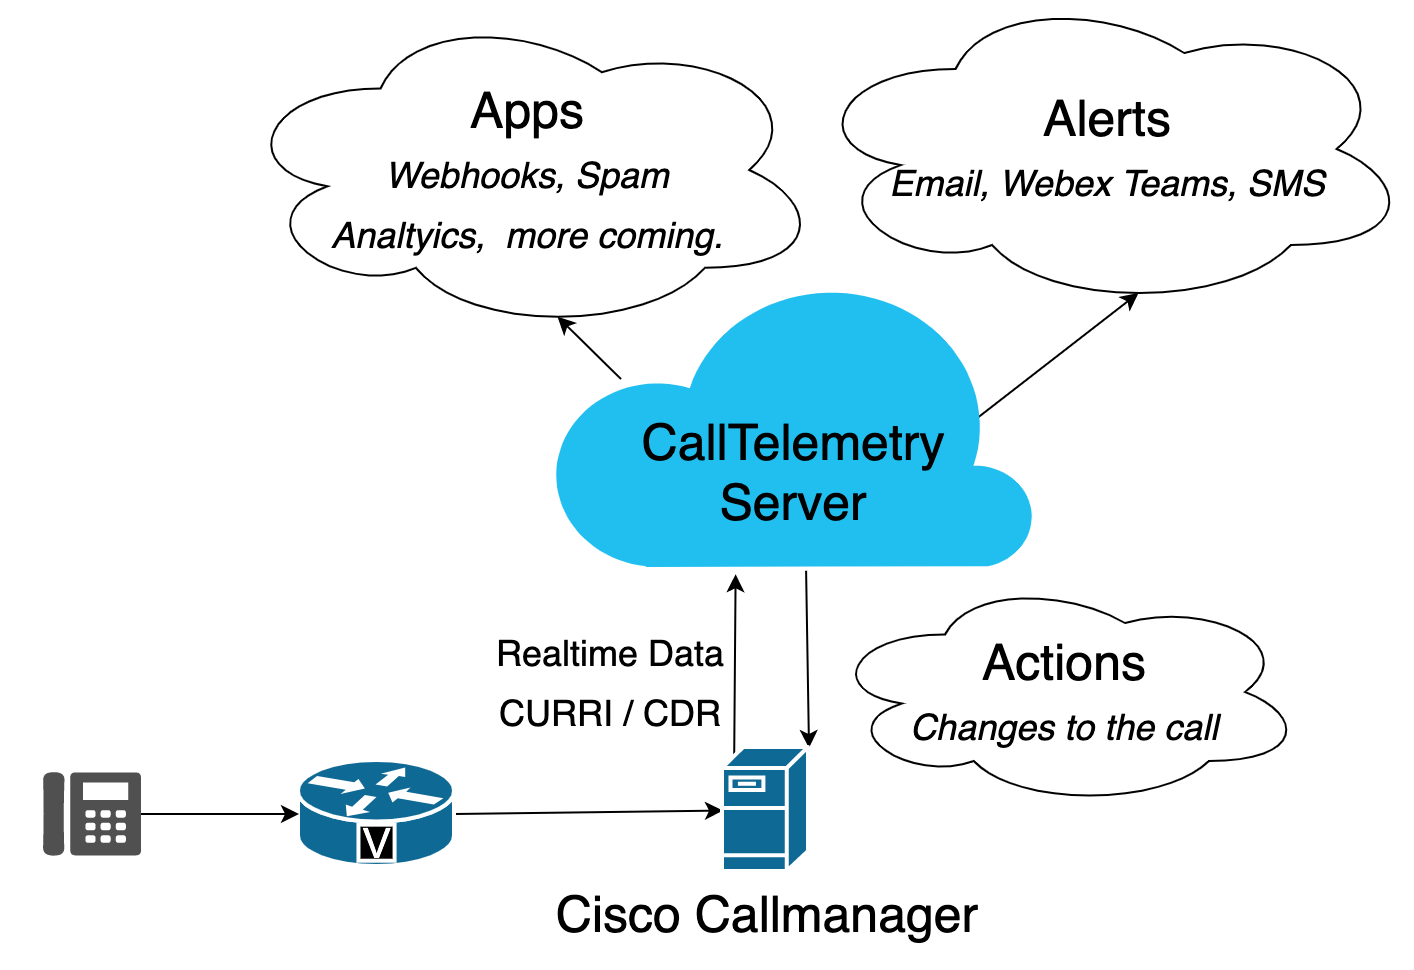 Apps
Webhooks, Spam
Analtyics, more coming.
Alerts
Email, Webex Teams, SMS
CallTelemetry
Server
Realtime Data
CURRI / CDR
Actions
Changes to the call
V
Cisco Callmanager